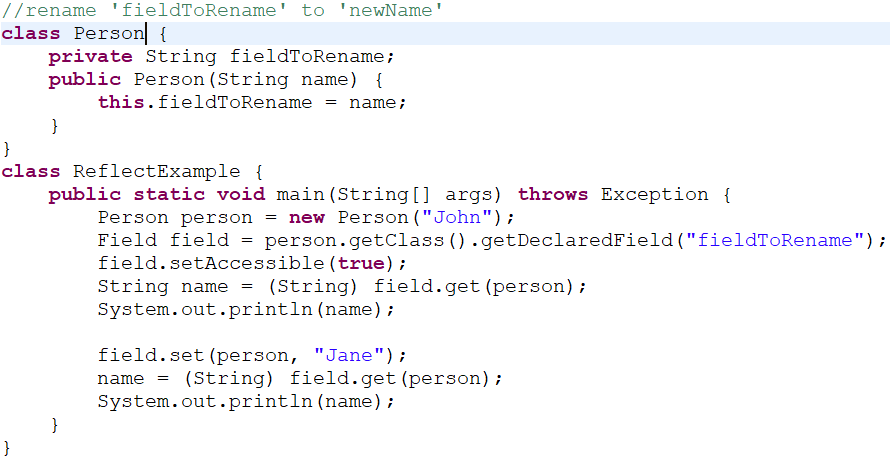 //rename 'fieldToRename' to 'newName'
class Person {
    private String fieldToRename;
    public Person(String name) {
        this.fieldToRename = name;
    }
}
class ReflectExample {
    public static void main(String[] args) throws Exception {
        Person person = new Person("John");
        Field field = person.getClass().getDeclaredField("fieldToRename");
        field.setAccessible(true);
        String name = (String) field.get(person);
        System.out.println(name);

        field.set(person, "Jane");
        name = (String) field.get(person);
        System.out.println(name);
    }
}